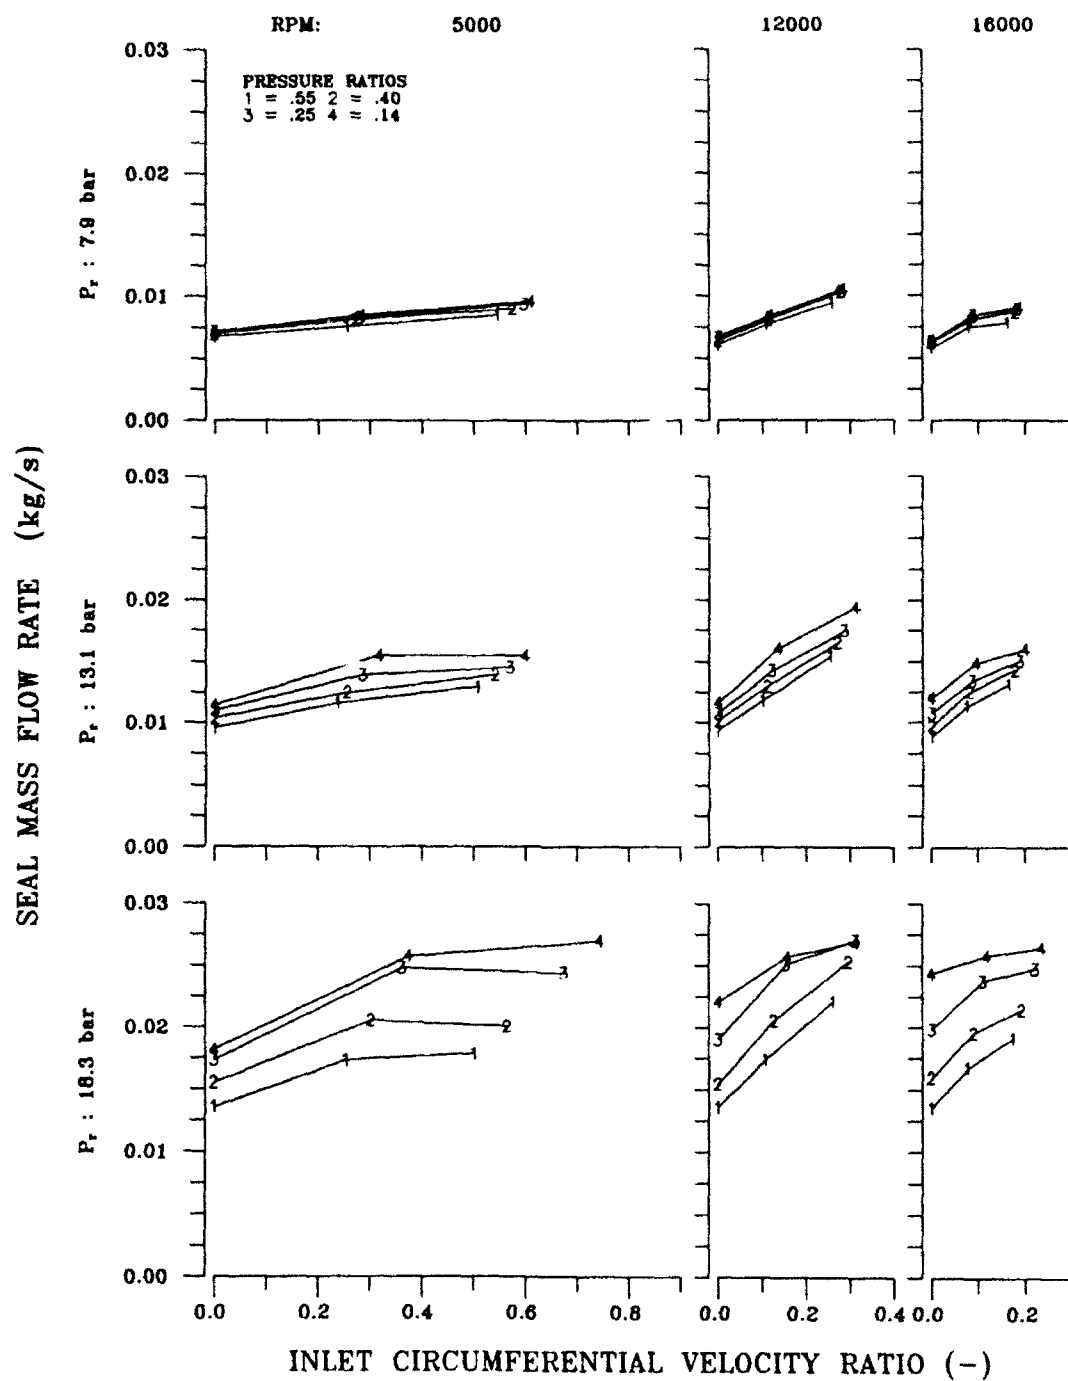 RPM: 5000 12000 16000
PRESSURE RATIOS
1 = .55 2 = .40
3 = .25 4 = .14
0.03
0.02
0.01
0.00
P_r : 7.9 bar
0.03
0.02
0.01
0.00
P_r : 13.1 bar
0.03
0.02
0.01
0.00
P_r : 18.3 bar
SEAL MASS FLOW RATE (kg/s)
0.0 0.2 0.4 0.6 0.8 0.0 0.2 0.4 0.0 0.2
INLET CIRCUMFERENTIAL VELOCITY RATIO (-)